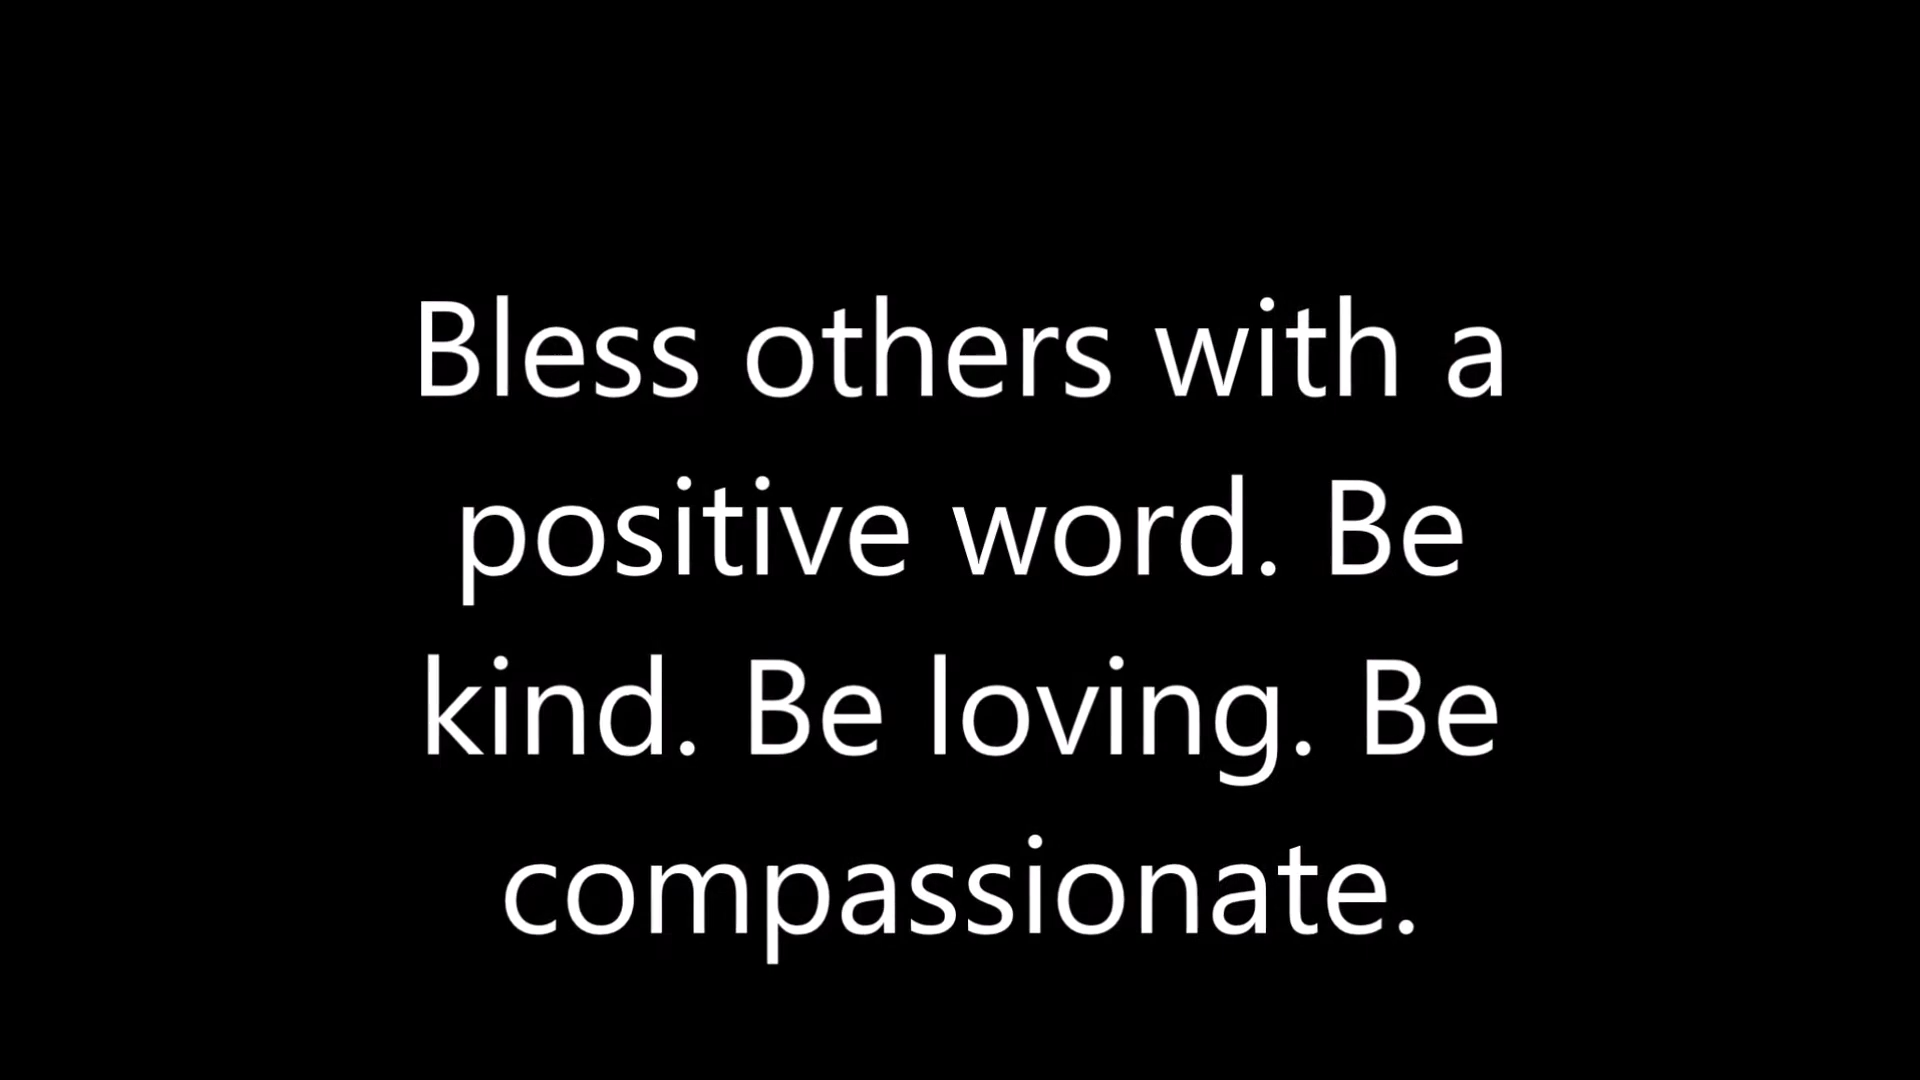 Bless others with a
positive word. Be
kind. Be loving. Be
compassionate.